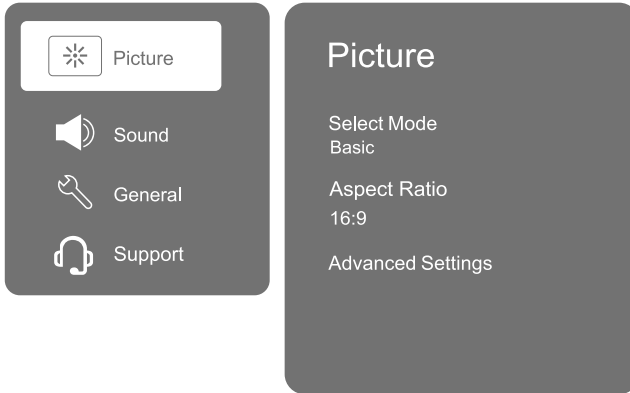 Picture
Sound
General
Support
Picture
Select Mode
Basic
Aspect Ratio
16:9
Advanced Settings